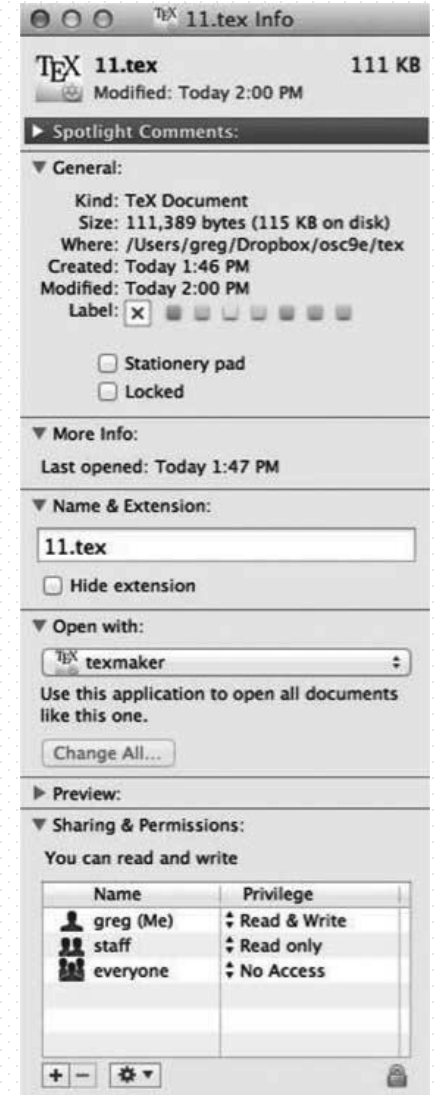 TEX 11.tex Info
TEX 11.tex 111 KB
Modified: Today 2:00 PM
Spotlight Comments:
General:
Kind: TeX Document
Size: 111,389 bytes (115 KB on disk)
Where: /Users/greg/Dropbox/osc9e/tex
Created: Today 1:46 PM
Modified: Today 2:00 PM
Label:
Stationery pad
Locked
More Info:
Last opened: Today 1:47 PM
Name & Extension:
11.tex
Hide extension
Open with:
TEX texmaker
Use this application to open all documents
like this one.
Change All...
Preview:
Sharing & Permissions:
You can read and write
Name Privilege
greg (Me) Read & Write
staff Read only
everyone No Access